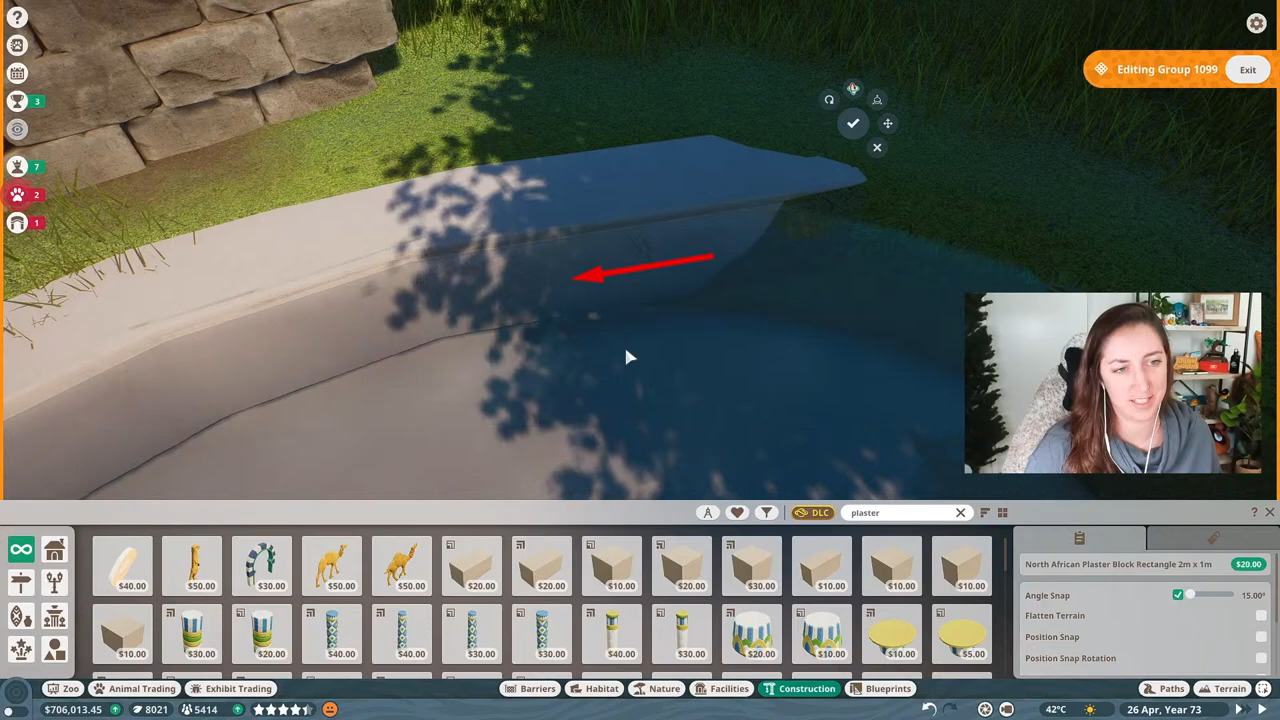 ?
3
7
2
1
Editing Group 1099
Exit
DLC
plaster
?
$40.00
$50.00
$30.00
$50.00
$50.00
$20.00
$20.00
$10.00
$20.00
$30.00
$10.00
$10.00
$10.00
$10.00
$30.00
$20.00
$40.00
$40.00
$30.00
$30.00
$40.00
$30.00
$20.00
$10.00
$10.00
$5.00
North African Plaster Block Rectangle 2m x 1m
$20.00
Angle Snap
15.00°
Flatten Terrain
Position Snap
Position Snap Rotation
Zoo
Animal Trading
Exhibit Trading
Barriers
Habitat
Nature
Facilities
Construction
Blueprints
Paths
Terrain
$706,013.45
8021
5414
42°C
26 Apr, Year 73